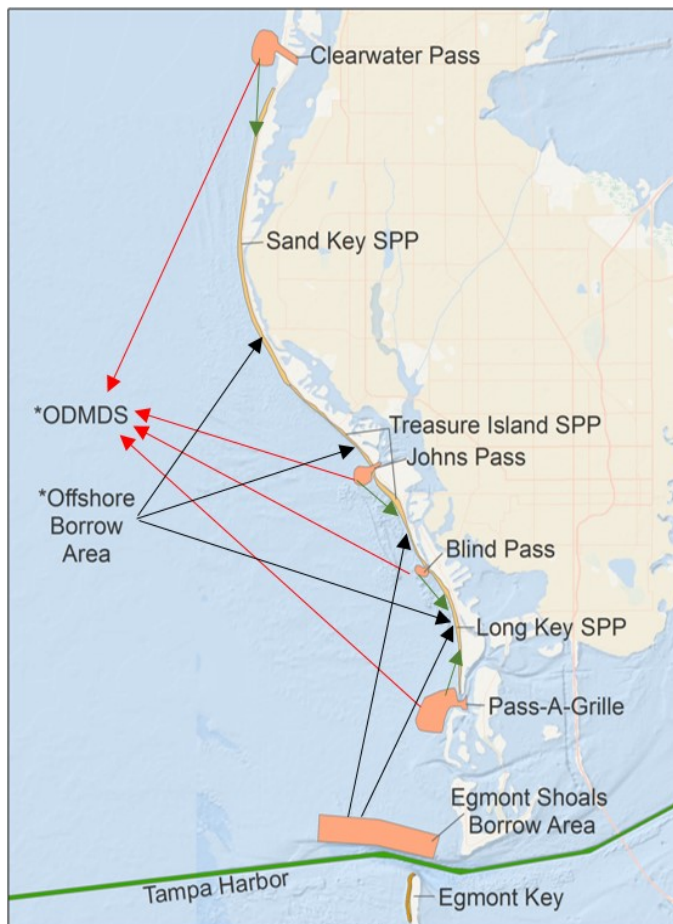 Clearwater Pass
Sand Key SPP
*ODMDS
Treasure Island SPP
Johns Pass
*Offshore
Borrow
Area
Blind Pass
Long Key SPP
Pass-A-Grille
Egmont Shoals
Borrow Area
Tampa Harbor
Egmont Key